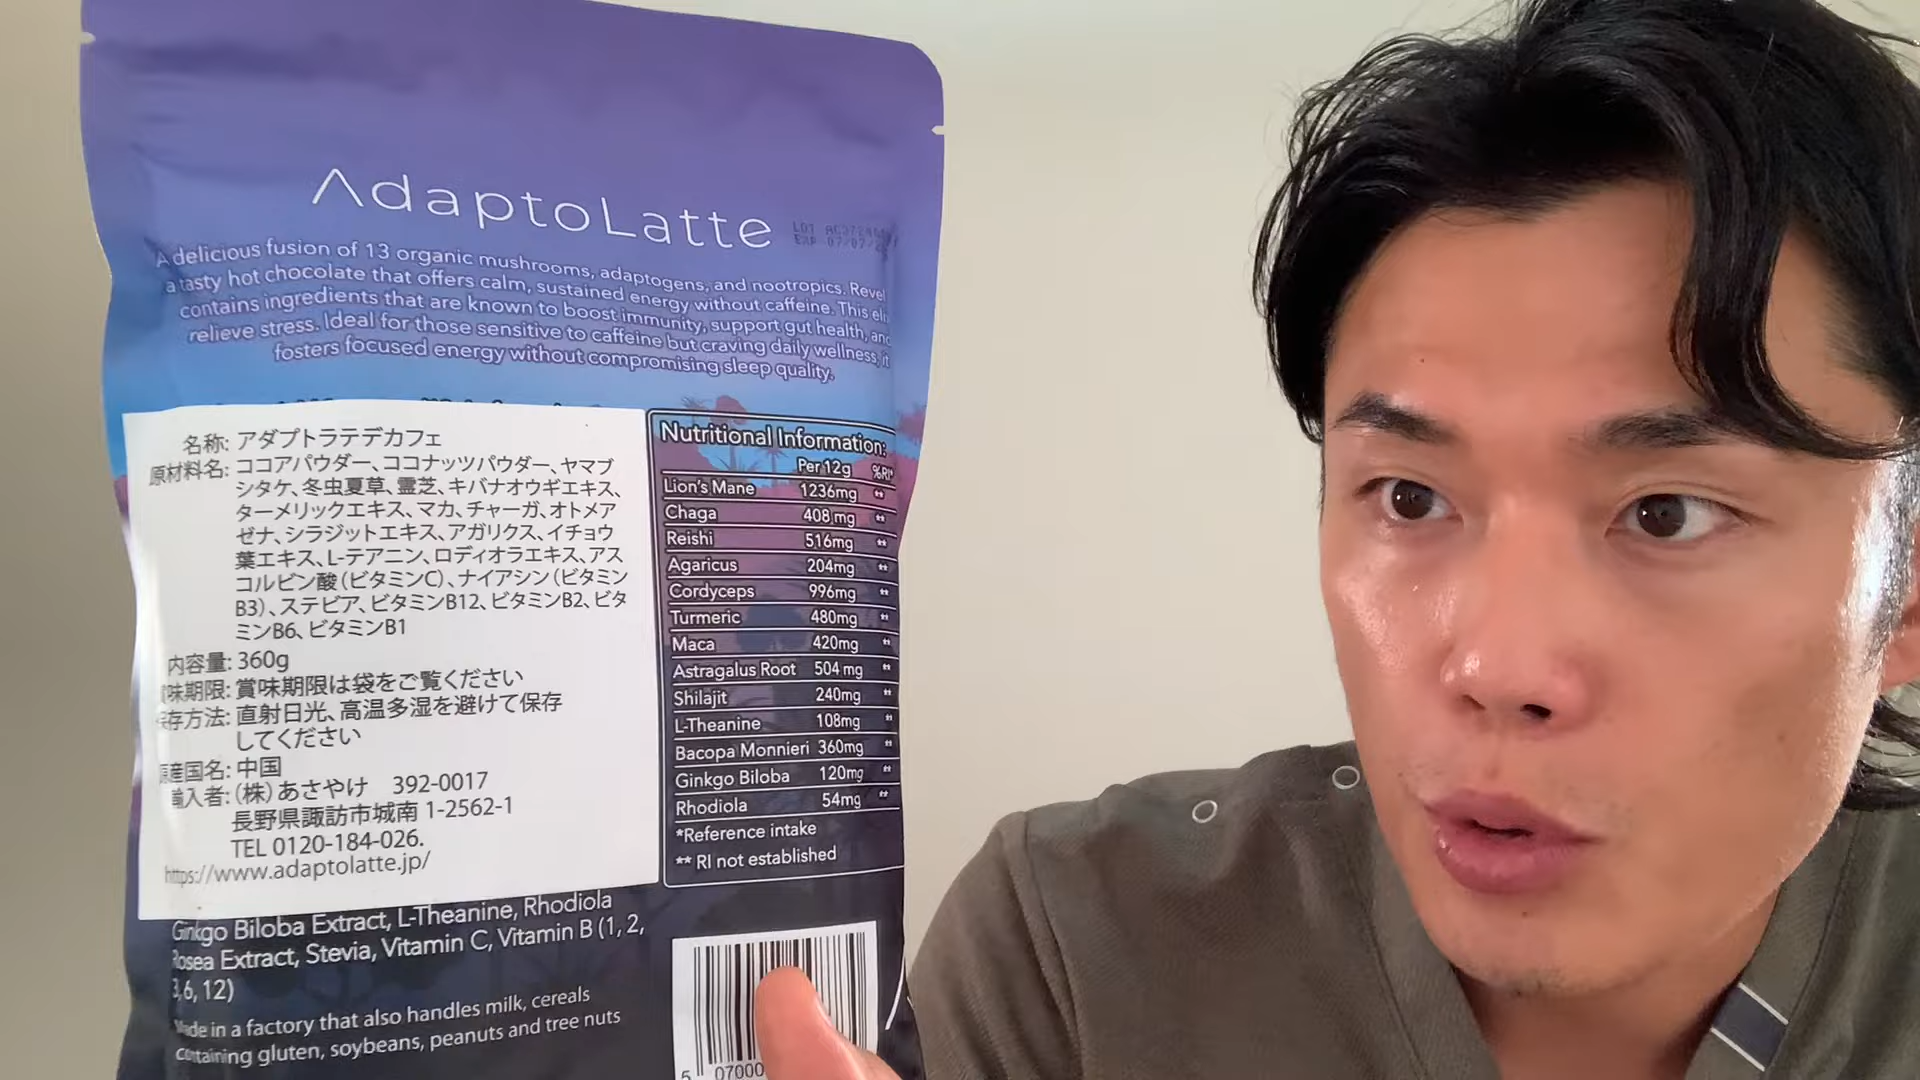 AdaptoLatte
A delicious fusion of 13 organic mushrooms, adaptogens, and nootropics. Revel
a tasty hot chocolate that offers calm, sustained energy without caffeine. This
contains ingredients that are known to boost immunity, support gut health, and
relieve stress. Ideal for those sensitive to caffeine but craving daily wellness, it
fosters focused energy without compromising sleep quality.
名称: アダプトラテデカフェ
原材料名: ココアパウダー、ココナッツパウダー、ヤマブ
シタケ、冬虫夏草、霊芝、キバナオウギエキス、
ターメリックエキス、マカ、チャーガ、オトメア
ゼナ、シラジットエキス、アガリクス、イチョウ
葉エキス、L-テアニン、ロディオラエキス、アス
コルビン酸（ビタミンC）、ナイアシン（ビタミン
B3）、ステビア、ビタミンB12、ビタミンB2、ビタ
ミンB6、ビタミンB1
内容量: 360g
味期限: 賞味期限は袋をご覧ください
存方法: 直射日光、高温多湿を避けて保存
してください
産国名: 中国
輸入者: （株）あさやけ 392-0017
長野県諏訪市城南 1-2562-1
TEL 0120-184-026.
https://www.adaptolatte.jp/
Nutritional Information:
Per 12g %RI*
Lion's Mane 1236mg **
Chaga 408 mg **
Reishi 516mg **
Agaricus 204mg **
Cordyceps 996mg **
Turmeric 480mg **
Maca 420mg **
Astragalus Root 504 mg **
Shilajit 240mg **
L-Theanine 108mg **
Bacopa Monnieri 360mg **
Ginkgo Biloba 120mg **
Rhodiola 54mg **
*Reference intake
** RI not established
Ginkgo Biloba Extract, L-Theanine, Rhodiola
Rosea Extract, Stevia, Vitamin C, Vitamin B (1, 2,
3, 6, 12)
Made in a factory that also handles milk, cereals
containing gluten, soybeans, peanuts and tree nuts
5 07000